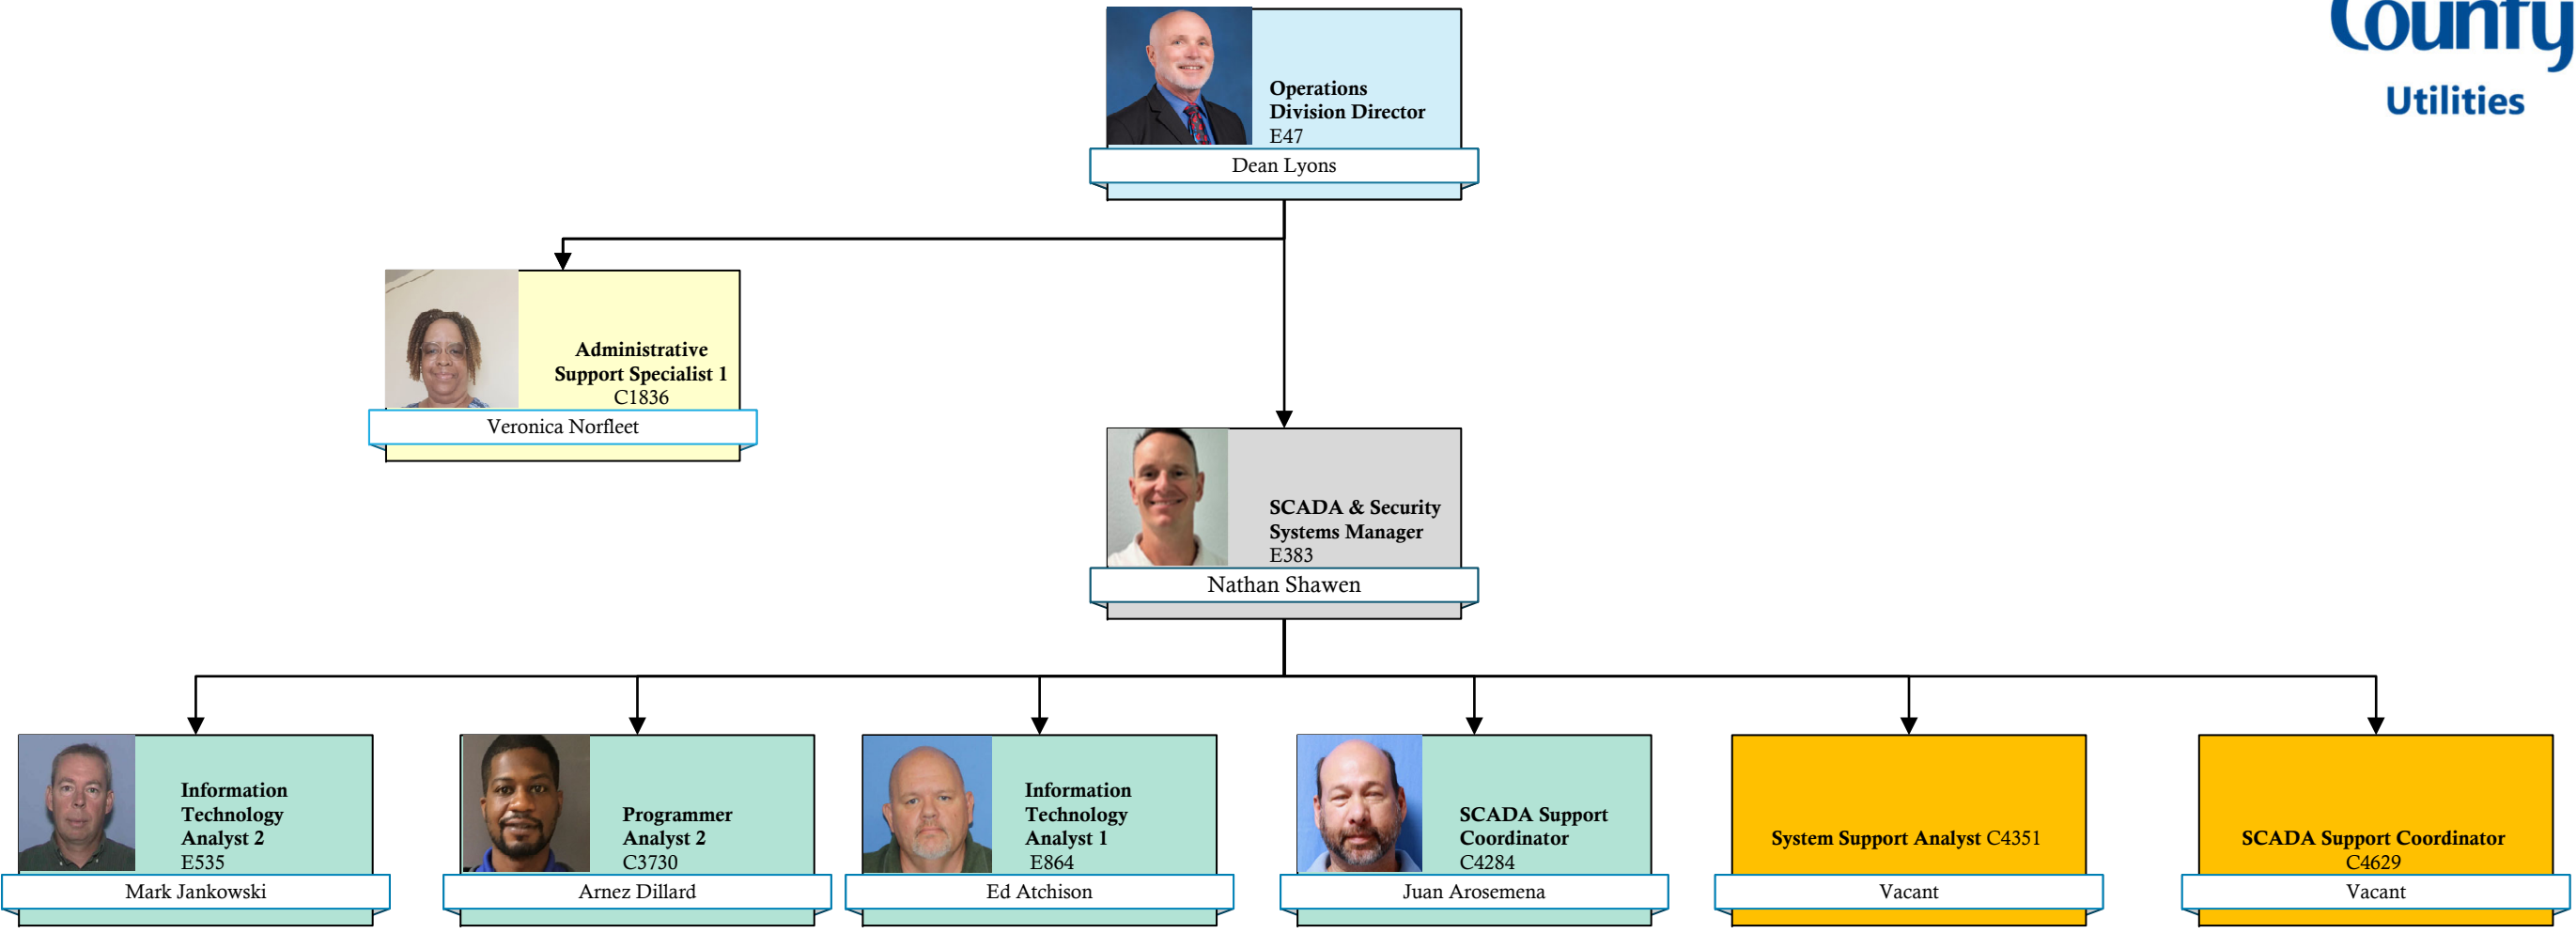 County
Utilities
Operations
Division Director
E47
Dean Lyons
Administrative
Support Specialist 1
C1836
Veronica Norfleet
SCADA & Security
Systems Manager
E383
Nathan Shawen
Information
Technology
Analyst 2
E535
Mark Jankowski
Programmer
Analyst 2
C3730
Arnez Dillard
Information
Technology
Analyst 1
E864
Ed Atchison
SCADA Support
Coordinator
C4284
Juan Arosemena
System Support Analyst C4351
Vacant
SCADA Support Coordinator
C4629
Vacant